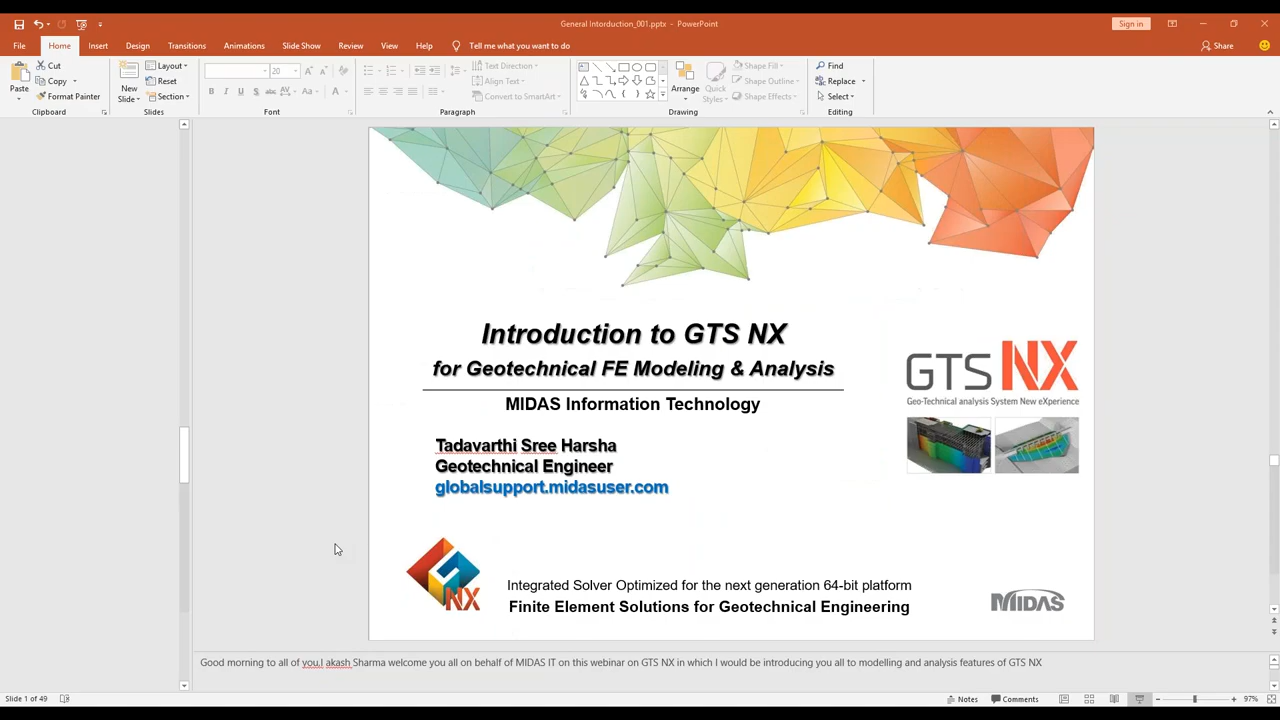 General Intorduction_001.pptx - PowerPoint
Sign in
File Home Insert Design Transitions Animations Slide Show Review View Help Tell me what you want to do
Share
Paste
Cut
Copy
Format Painter
Clipboard
New
Slide
Layout
Reset
Section
Slides
20
B I U S abc AV Aa A
Font
Text Direction
Align Text
Convert to SmartArt
Paragraph
Arrange
Quick
Styles
Shape Fill
Shape Outline
Shape Effects
Drawing
Find
Replace
Select
Editing
Introduction to GTS NX
for Geotechnical FE Modeling & Analysis
MIDAS Information Technology
Tadavarthi Sree Harsha
Geotechnical Engineer
globalsupport.midasuser.com
GTS NX
Geo-Technical analysis System New eXperience
NX
Integrated Solver Optimized for the next generation 64-bit platform
Finite Element Solutions for Geotechnical Engineering
MIDAS
Good morning to all of you.I akash Sharma welcome you all on behalf of MIDAS IT on this webinar on GTS NX in which I would be introducing you all to modelling and analysis features of GTS NX
Slide 1 of 49
Notes
Comments
97%